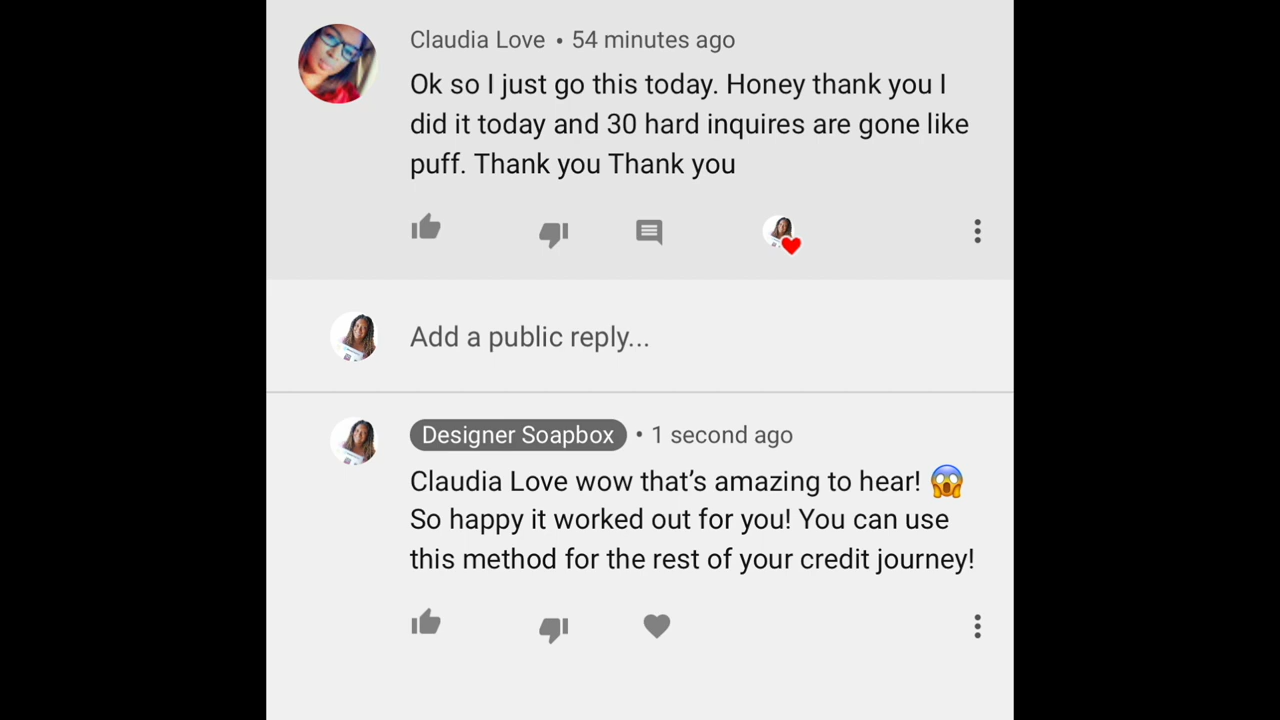 Claudia Love • 54 minutes ago
Ok so I just go this today. Honey thank you I
did it today and 30 hard inquires are gone like
puff. Thank you Thank you
Add a public reply...
Designer Soapbox • 1 second ago
Claudia Love wow that’s amazing to hear! 😱
So happy it worked out for you! You can use
this method for the rest of your credit journey!